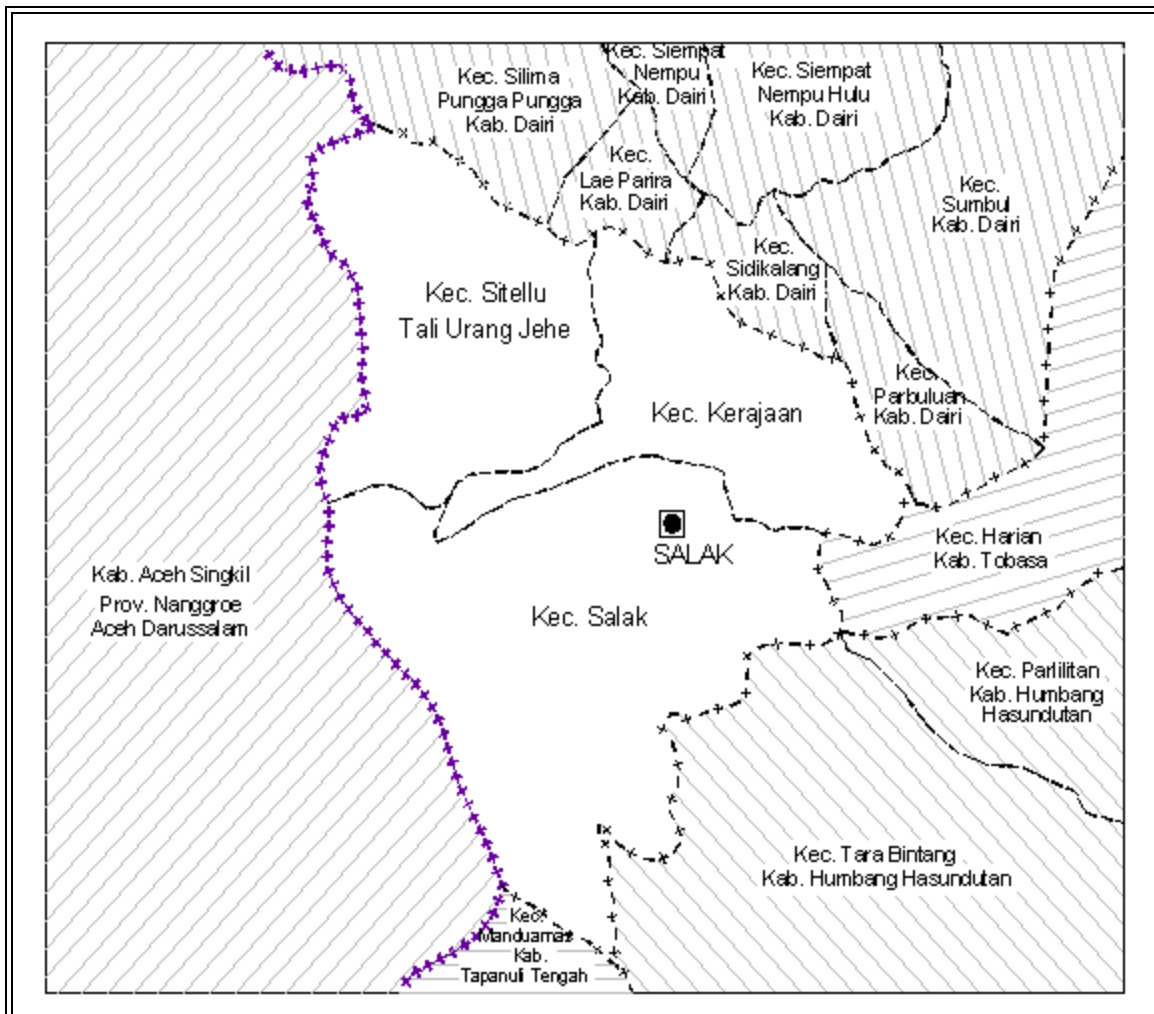 Kec. Silima
Pungga Pungga
Kab. Dairi
Kec. Siempat
Nempu
Kab. Dairi
Kec. Siempat
Nempu Hulu
Kab. Dairi
Kec.
Lae Parira
Kab. Dairi
Kec.
Sumbul
Kab. Dairi
Kec.
Sidikalang
Kab. Dairi
Kec. Sitellu
Tali Urang Jehe
Kec.
Parbuluan
Kab. Dairi
Kec. Kerajaan
SALAK
Kec. Harian
Kab. Tobasa
Kab. Aceh Singkil
Prov. Nanggroe
Aceh Darussalam
Kec. Salak
Kec. Parlilitan
Kab. Humbang
Hasundutan
Kec. Tara Bintang
Kab. Humbang Hasundutan
Kec.
Manduamas
Kab.
Tapanuli Tengah